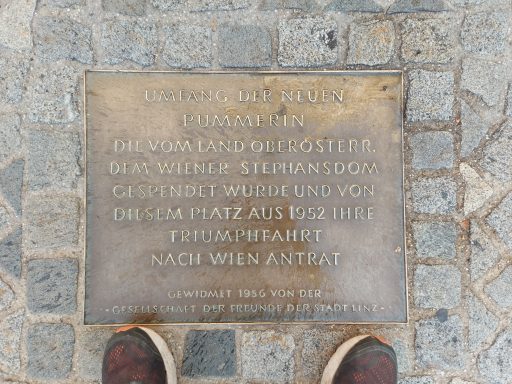 UMFANG DER NEUEN
PUMMERIN
DIE VOM LAND OBERÖSTERR.
DEM WIENER STEPHANSDOM
GESPENDET WURDE UND VON
DIESEM PLATZ AUS 1952 IHRE
TRIUMPHFAHRT
NACH WIEN ANTRAT
GEWIDMET 1956 VON DER
-GESELLSCHAFT DER FREUNDE DER STADT LINZ-